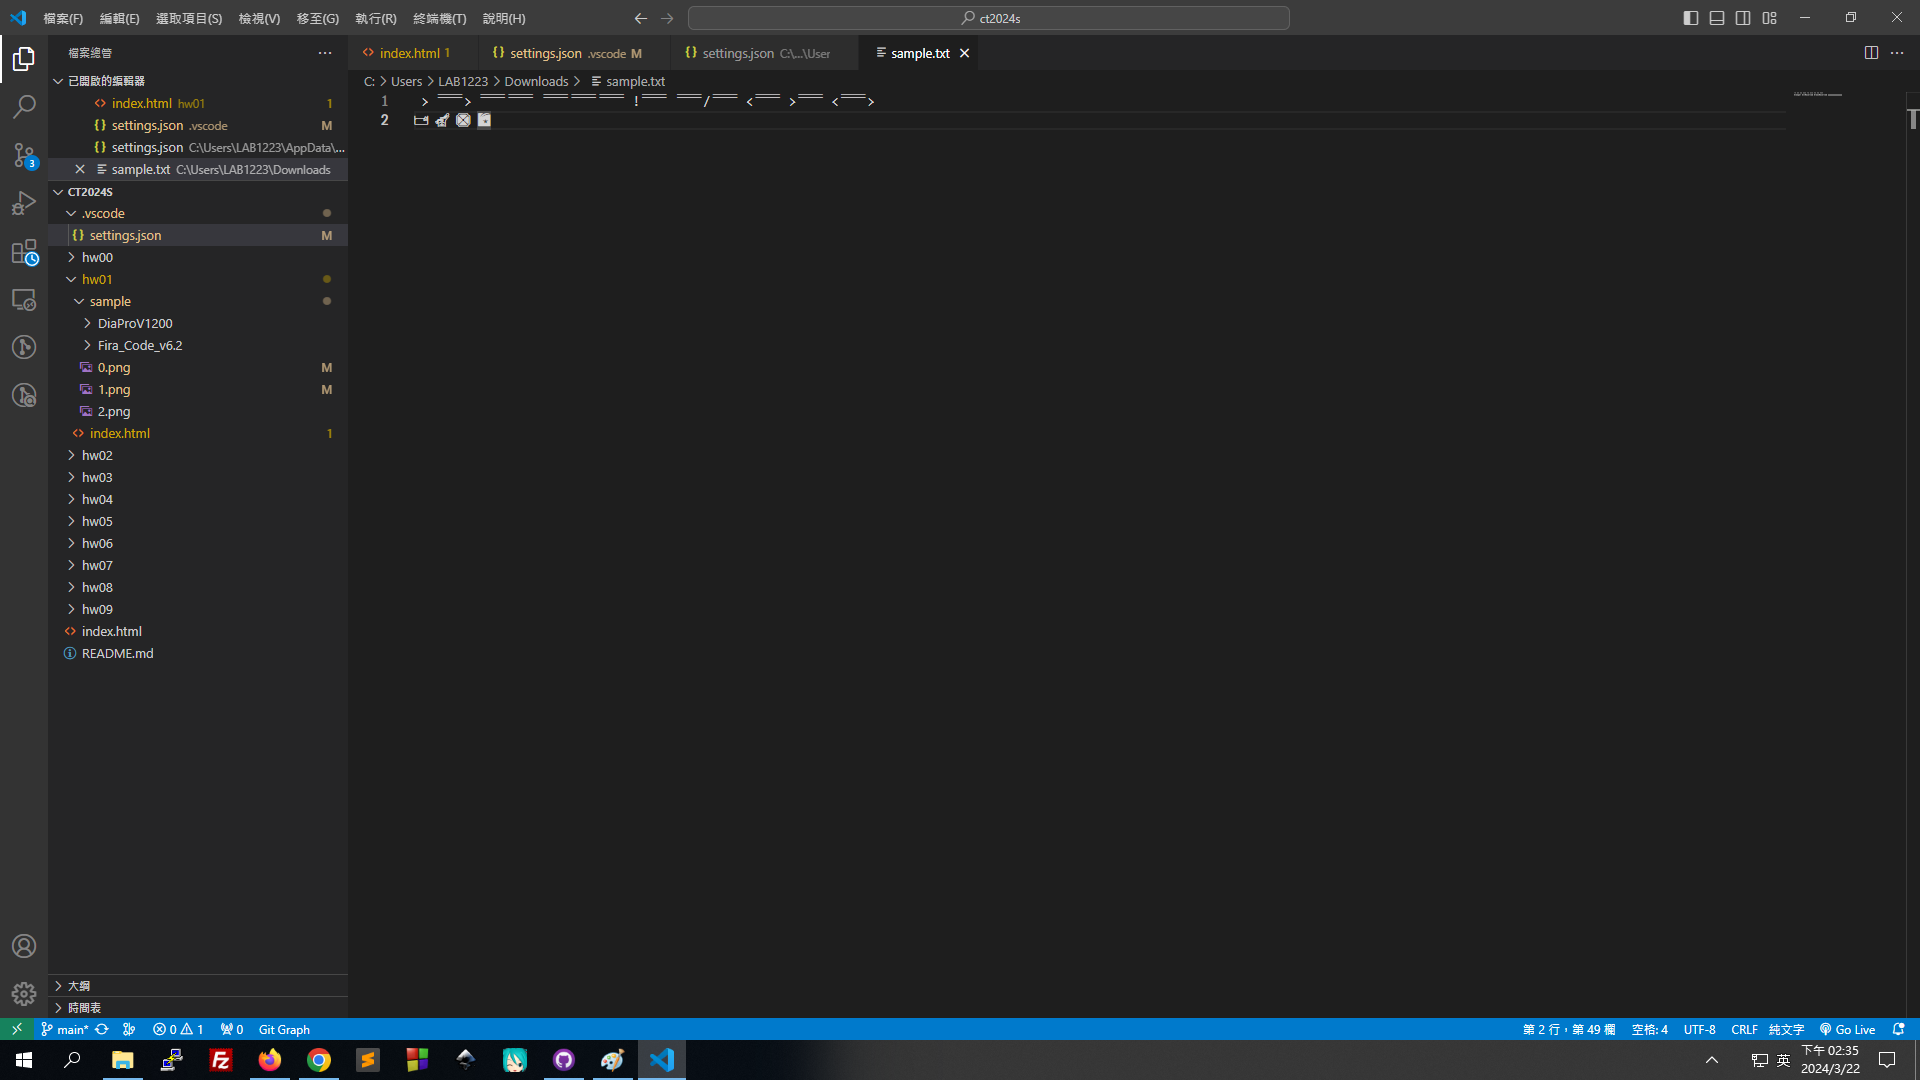 檔案(F) 編輯(E) 選取項目(S) 檢視(V) 移至(G) 執行(R) 終端機(T) 說明(H)
ct2024s
檔案總管
已開啟的編輯器
index.html hw01 1
settings.json .vscode M
settings.json C:\Users\LAB1223\AppData\...
sample.txt C:\Users\LAB1223\Downloads
CT2024S
.vscode
settings.json M
hw00
hw01
sample
DiaProV1200
Fira_Code_v6.2
0.png M
1.png M
2.png
index.html 1
hw02
hw03
hw04
hw05
hw06
hw07
hw08
hw09
index.html
README.md
大綱
時間表
index.html 1
settings.json .vscode M
settings.json C:\...\User
sample.txt
C: > Users > LAB1223 > Downloads > sample.txt
1
2
3
main* 0 1 0 Git Graph
第 2 行，第 49 欄 空格: 4 UTF-8 CRLF 純文字 Go Live
英
下午 02:35
2024/3/22